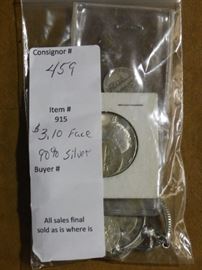 Consignor #
459
Item #
915
$3.10 Face
90% Silver
Buyer #
All sales final
sold as is where is